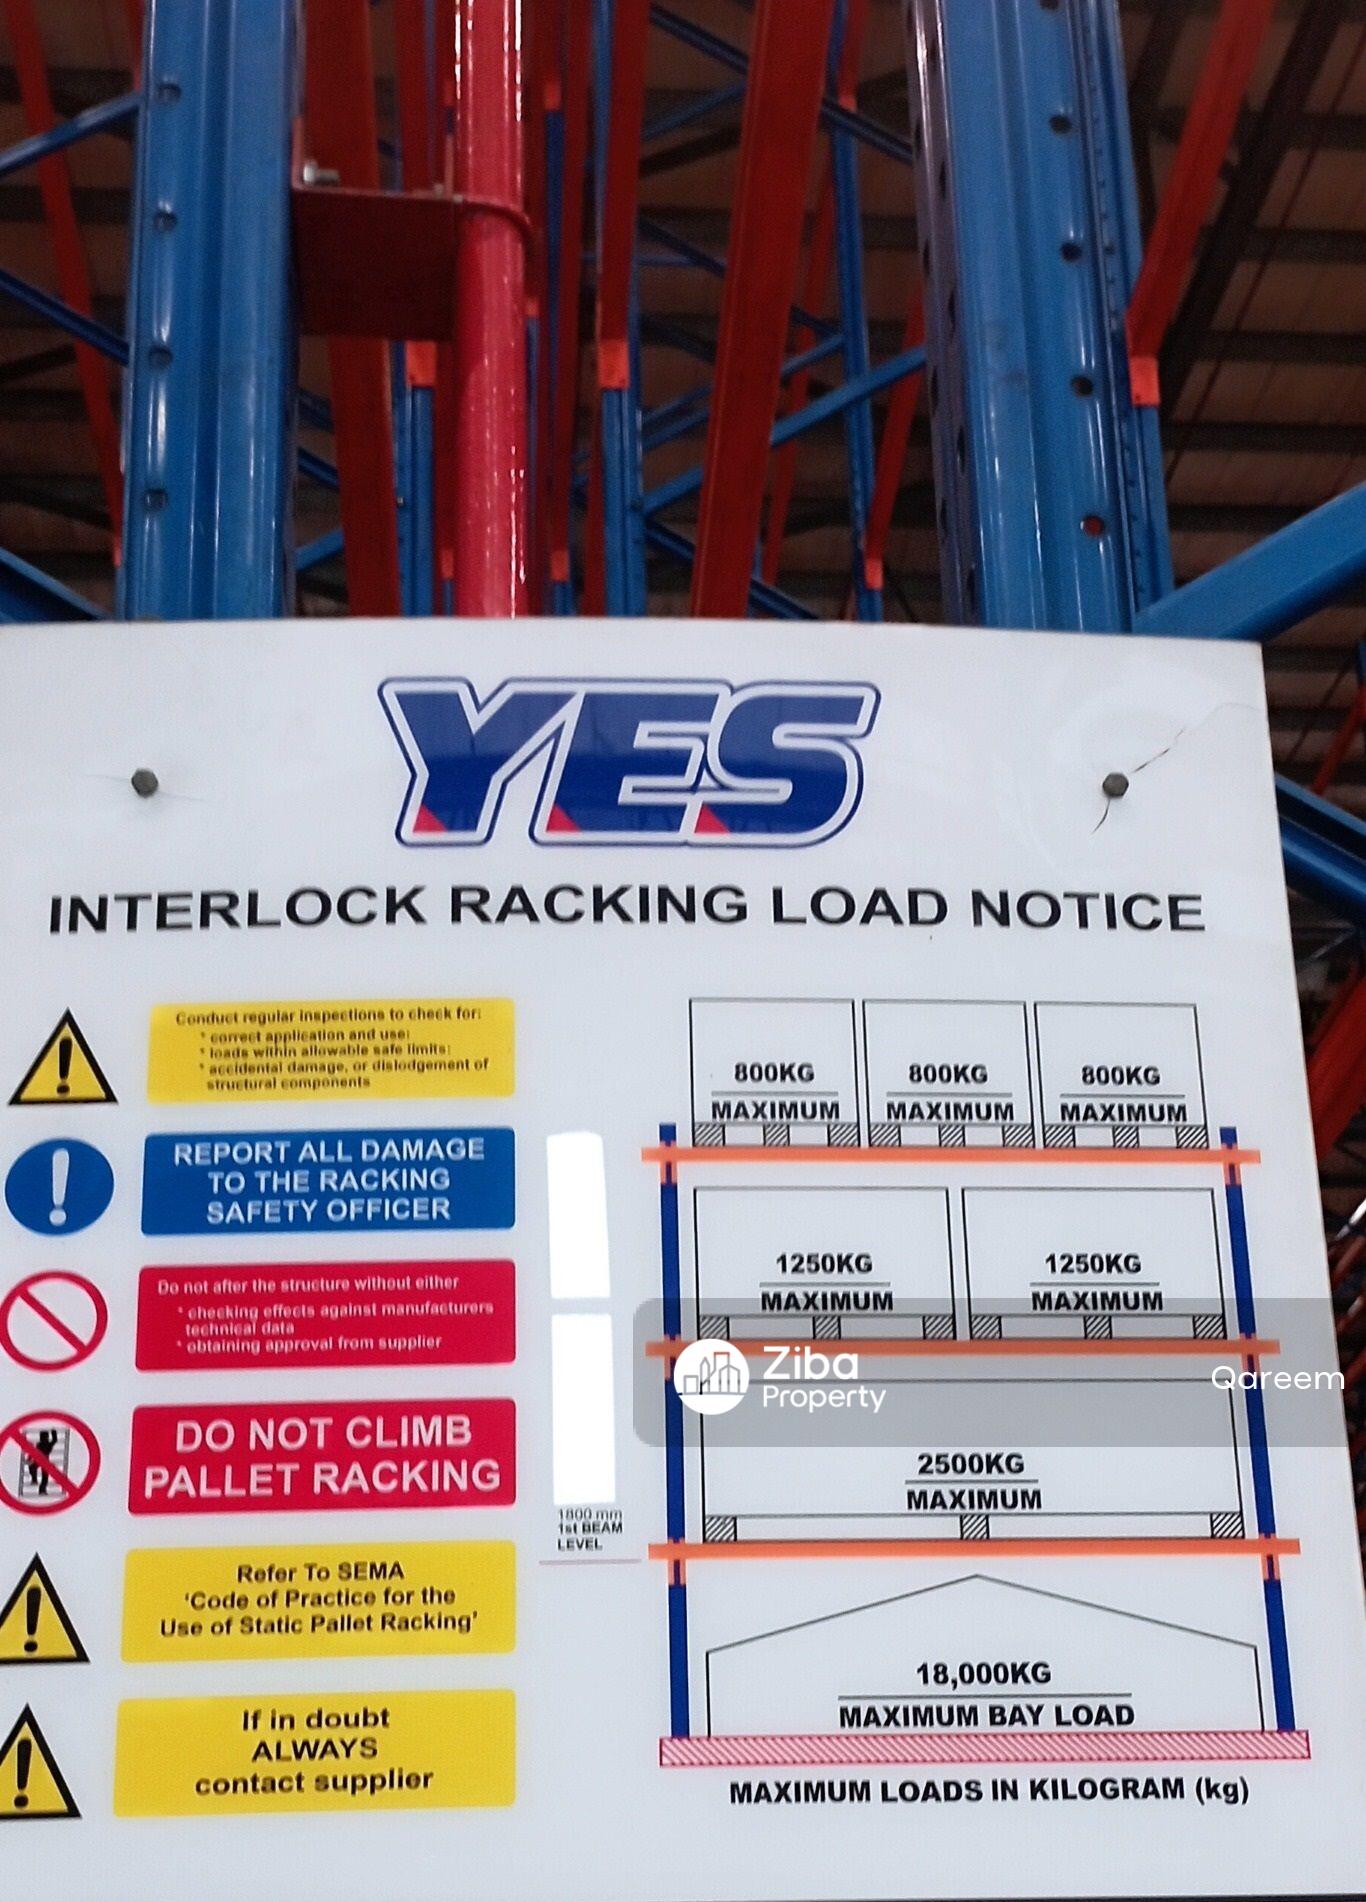 YES
INTERLOCK RACKING LOAD NOTICE
Conduct regular inspections to check for:
* correct application and use:
* loads within allowable safe limits:
* accidental damage, or dislodgement of
structural components
REPORT ALL DAMAGE
TO THE RACKING
SAFETY OFFICER
Do not after the structure without either
* checking effects against manufacturers
technical data
* obtaining approval from supplier
DO NOT CLIMB
PALLET RACKING
Refer To SEMA
'Code of Practice for the
Use of Static Pallet Racking'
If in doubt
ALWAYS
contact supplier
1800 mm
1st BEAM
LEVEL
800KG
MAXIMUM
800KG
MAXIMUM
800KG
MAXIMUM
1250KG
MAXIMUM
1250KG
MAXIMUM
Ziba
Property
Qareem
2500KG
MAXIMUM
18,000KG
MAXIMUM BAY LOAD
MAXIMUM LOADS IN KILOGRAM (kg)